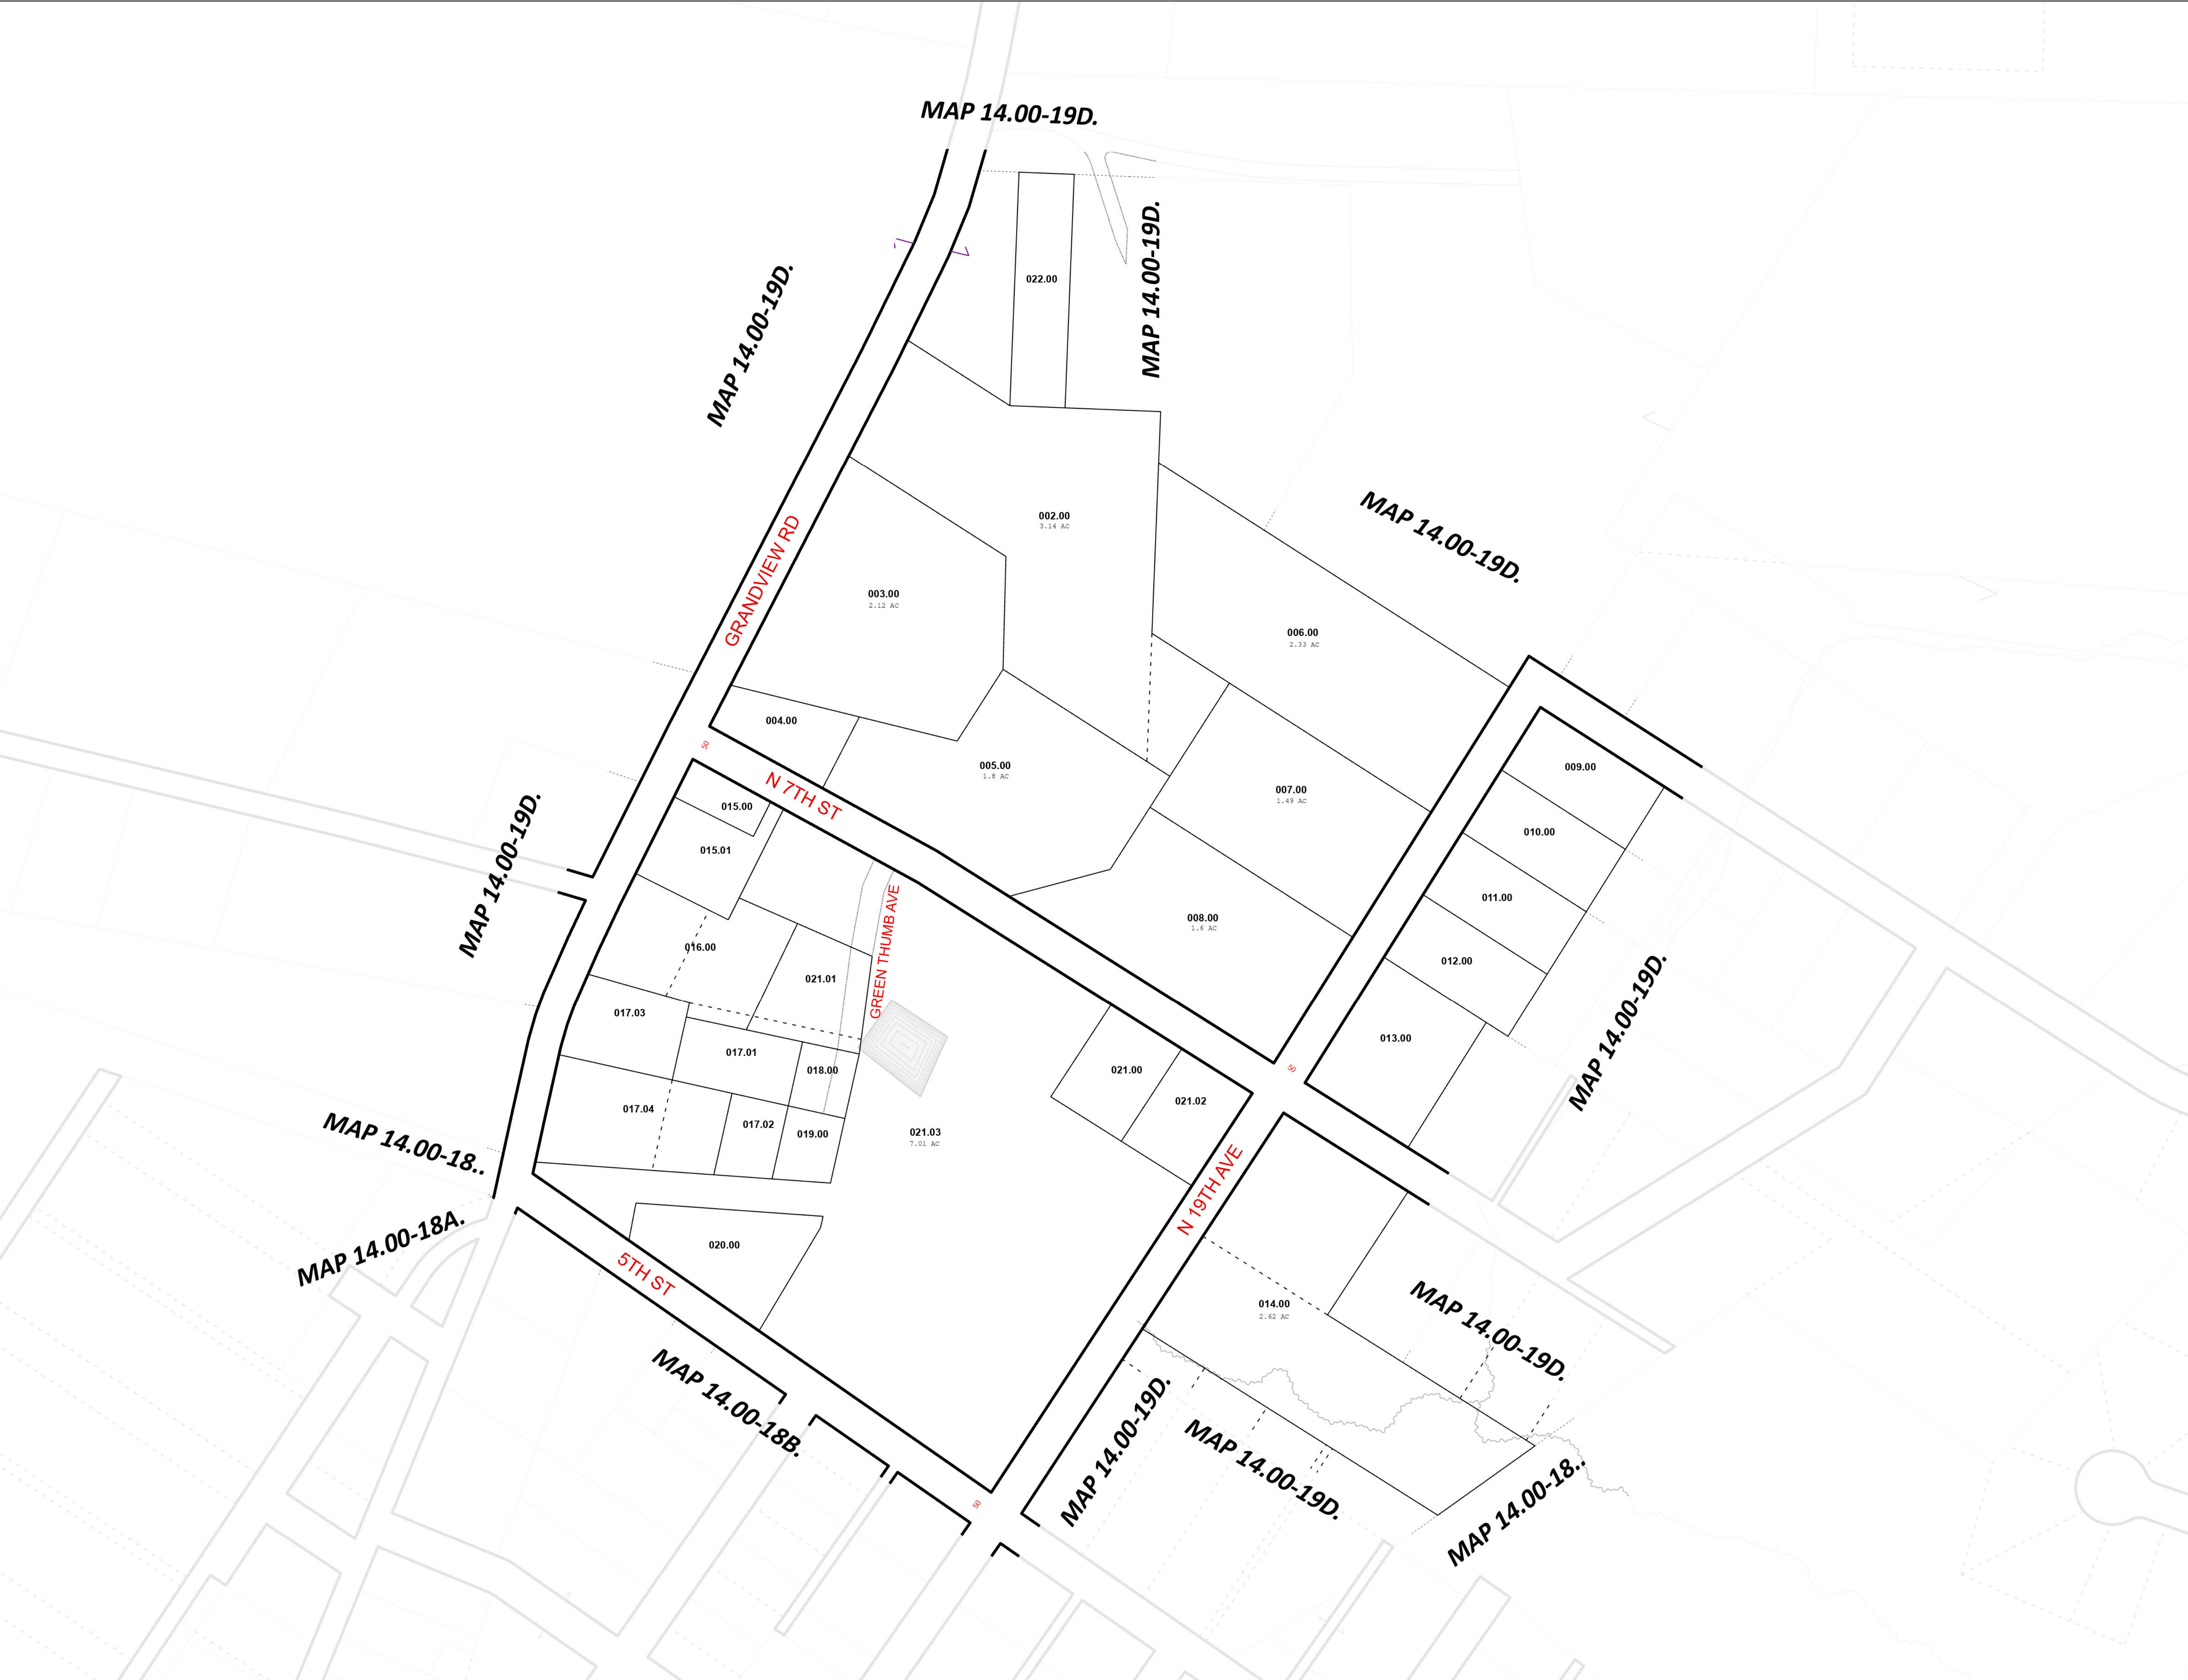 MAP 14.00-19D.
MAP 14.00-19D.
MAP 14.00-19D.
022.00
MAP 14.00-19D.
002.00
3.14 AC
GRANDVIEW RD
003.00
2.12 AC
006.00
2.33 AC
004.00
50
005.00
1.8 AC
009.00
N 7TH ST
007.00
1.49 AC
015.00
010.00
015.01
MAP 14.00-19D.
011.00
008.00
1.6 AC
016.00
GREEN THUMB AVE
012.00
021.01
017.03
013.00
MAP 14.00-19D.
017.01
018.00
021.00
50
021.02
017.04
017.02
019.00
021.03
7.01 AC
MAP 14.00-18..
N 19TH AVE
MAP 14.00-18A.
020.00
5TH ST
014.00
2.62 AC
MAP 14.00-19D.
MAP 14.00-18B.
MAP 14.00-19D.
MAP 14.00-19D.
MAP 14.00-18..
50